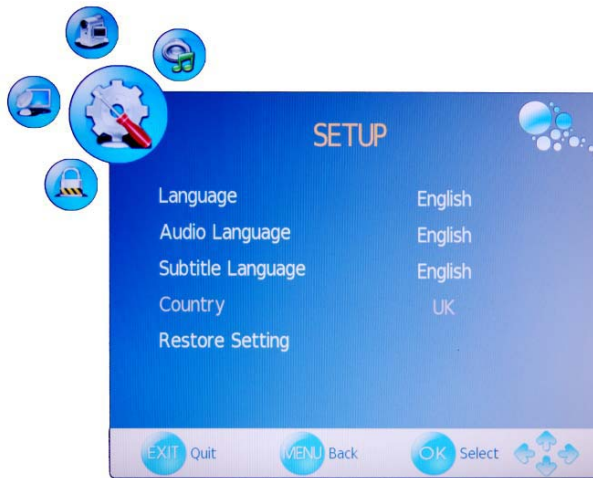 SETUP
Language English
Audio Language English
Subtitle Language English
Country UK
Restore Setting
EXIT Quit MENU Back OK Select